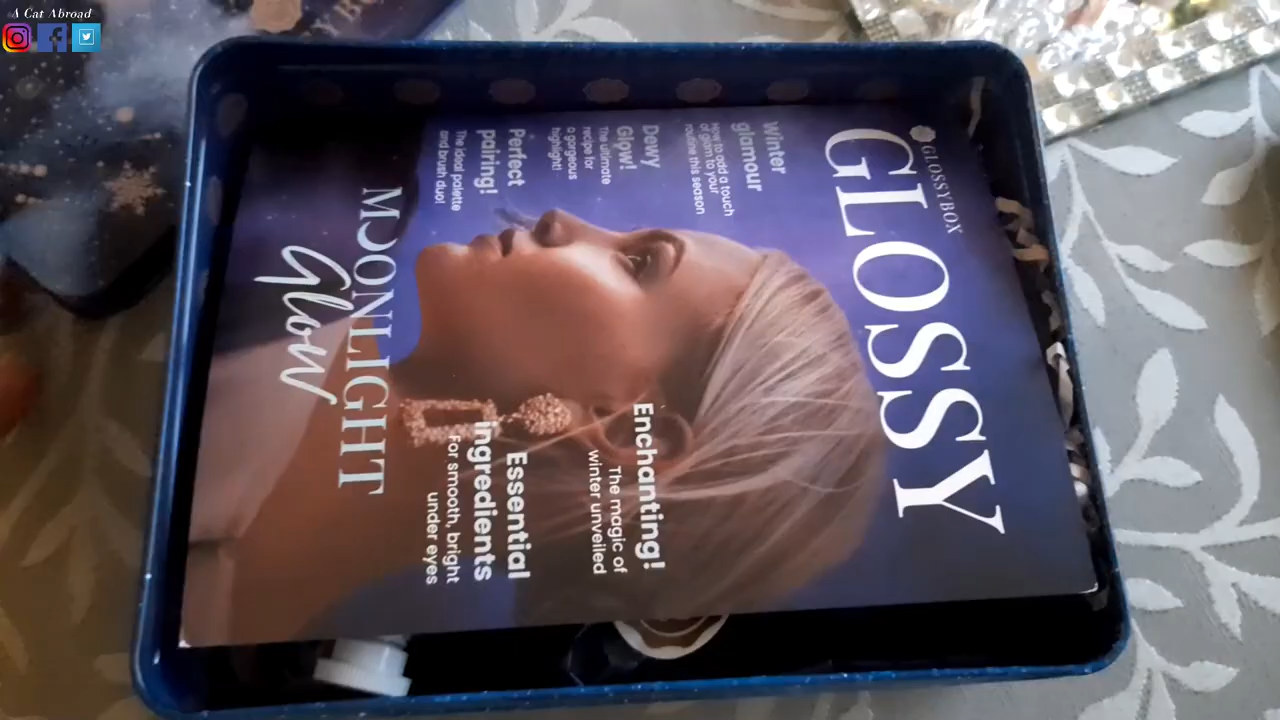 A Cat Abroad
GLOSSYBOX
GLOSSY
Winter
glamour
How to add a touch
of glam to your
routine this season
Dewy
Glow!
The ultimate
recipe for
a gorgeous
highlight!
Perfect
pairing!
The ideal palette
and brush duo!
Enchanting!
The magic of
winter unveiled
Essential
ingredients
For smooth, bright
under eyes
MOONLIGHT
Glow